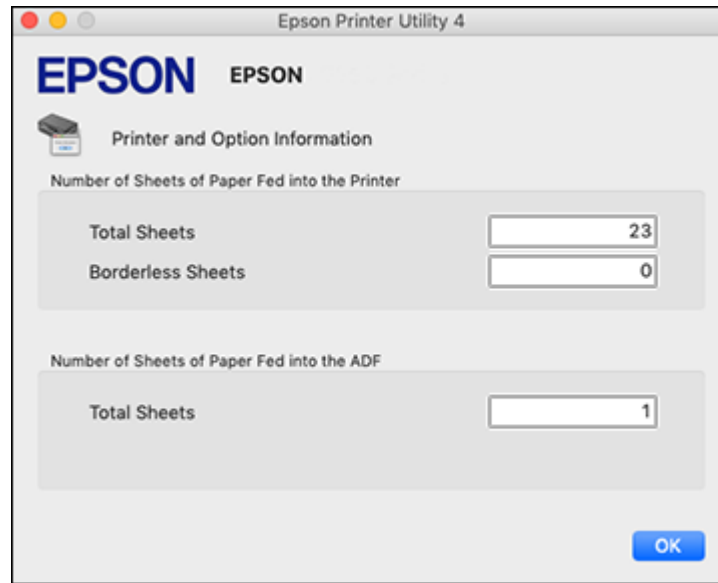 Epson Printer Utility 4
EPSON EPSON
Printer and Option Information
Number of Sheets of Paper Fed into the Printer
Total Sheets 23
Borderless Sheets 0
Number of Sheets of Paper Fed into the ADF
Total Sheets 1
OK